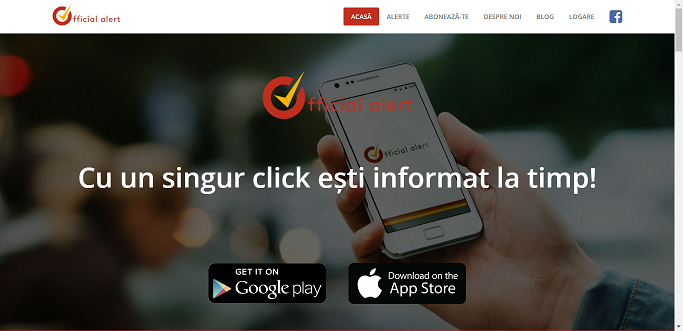 fficial alert
ACASĂ ALERTE ABONEAZĂ-TE DESPRE NOI BLOG LOGARE
fficial alert
fficial alert
Cu un singur click ești informat la timp!
GET IT ON
Google play
Download on the
App Store